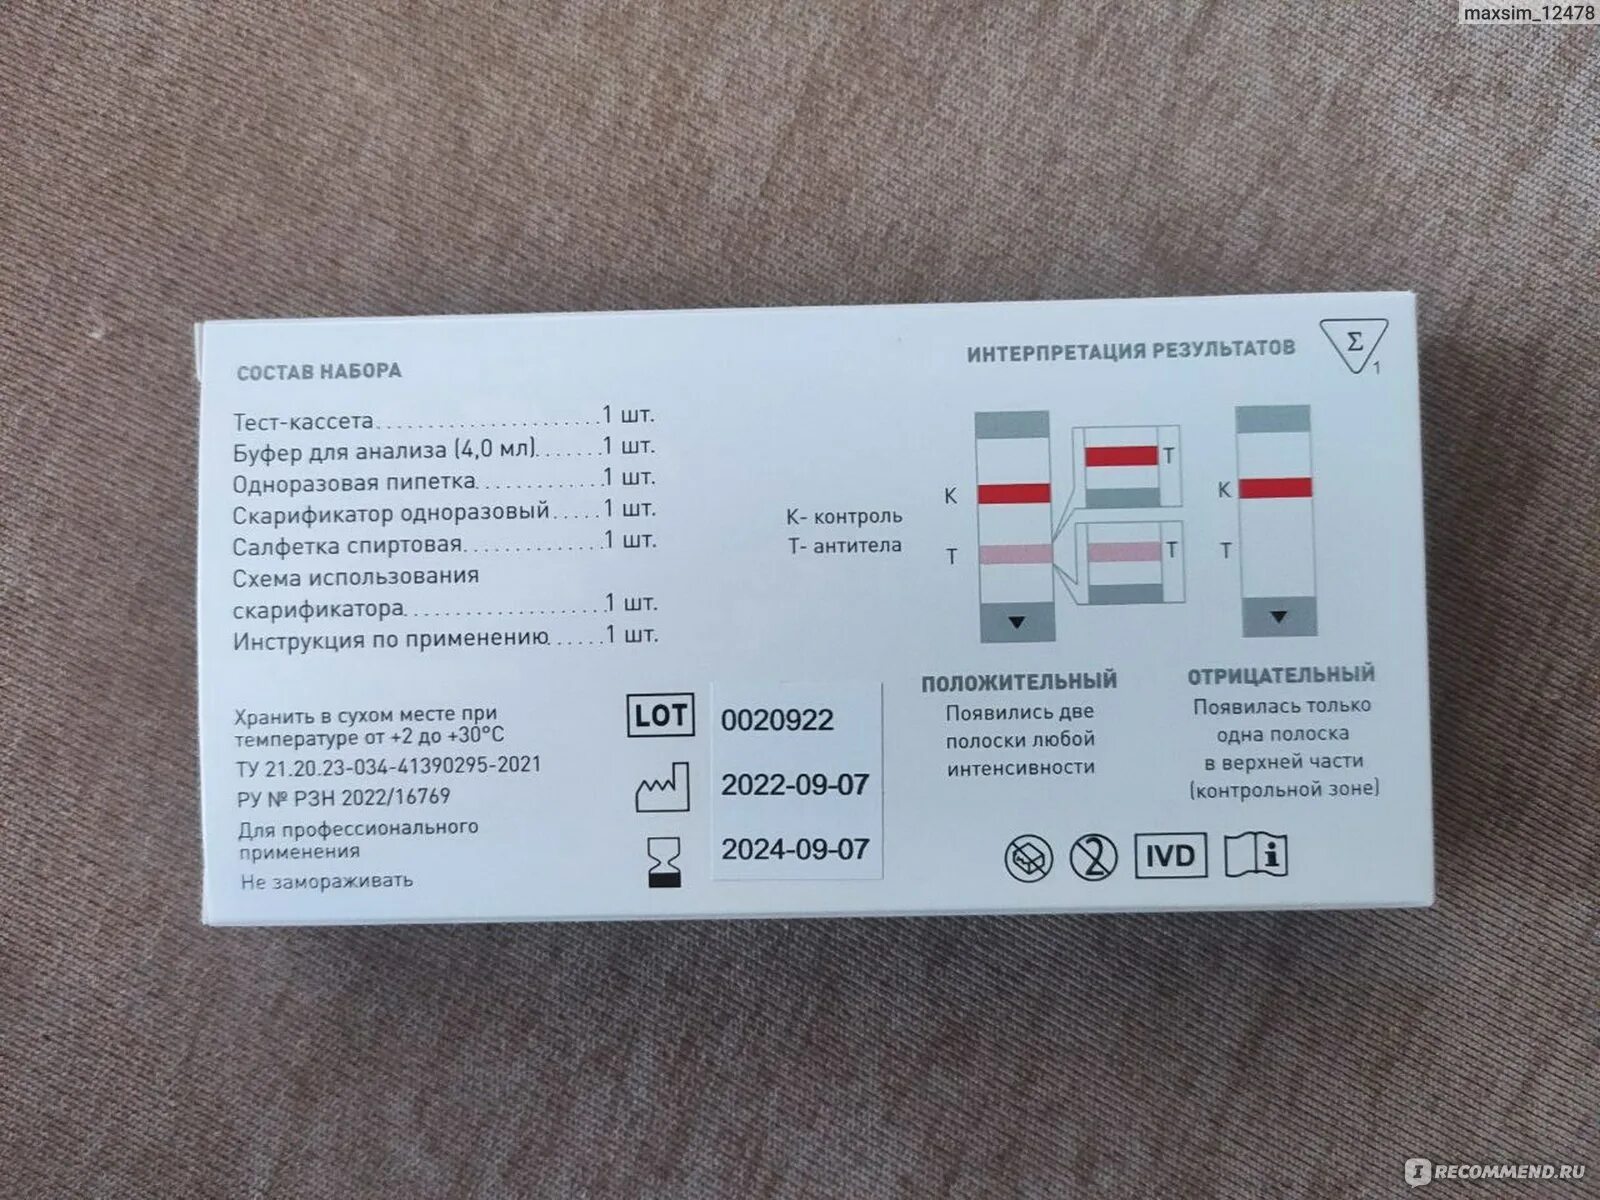 maxsim_12478
СОСТАВ НАБОРА
Тест-кассета......................1 шт.
Буфер для анализа (4,0 мл).......1 шт.
Одноразовая пипетка.............1 шт.
Скарификатор одноразовый.....1 шт.
Салфетка спиртовая..............1 шт.
Схема использования
скарификатора....................1 шт.
Инструкция по применению......1 шт.
Хранить в сухом месте при
температуре от +2 до +30°C
ТУ 21.20.23-034-41390295-2021
РУ № РЗН 2022/16769
Для профессионального
применения
Не замораживать
LOT
0020922
2022-09-07
2024-09-07
ИНТЕРПРЕТАЦИЯ РЕЗУЛЬТАТОВ
Σ
1
К- контроль
Т- антитела
К
Т
Т
Т
К
Т
ПОЛОЖИТЕЛЬНЫЙ
Появились две
полоски любой
интенсивности
ОТРИЦАТЕЛЬНЫЙ
Появилась только
одна полоска
в верхней части
(контрольной зоне)
2
IVD
i
RECOMMEND.RU